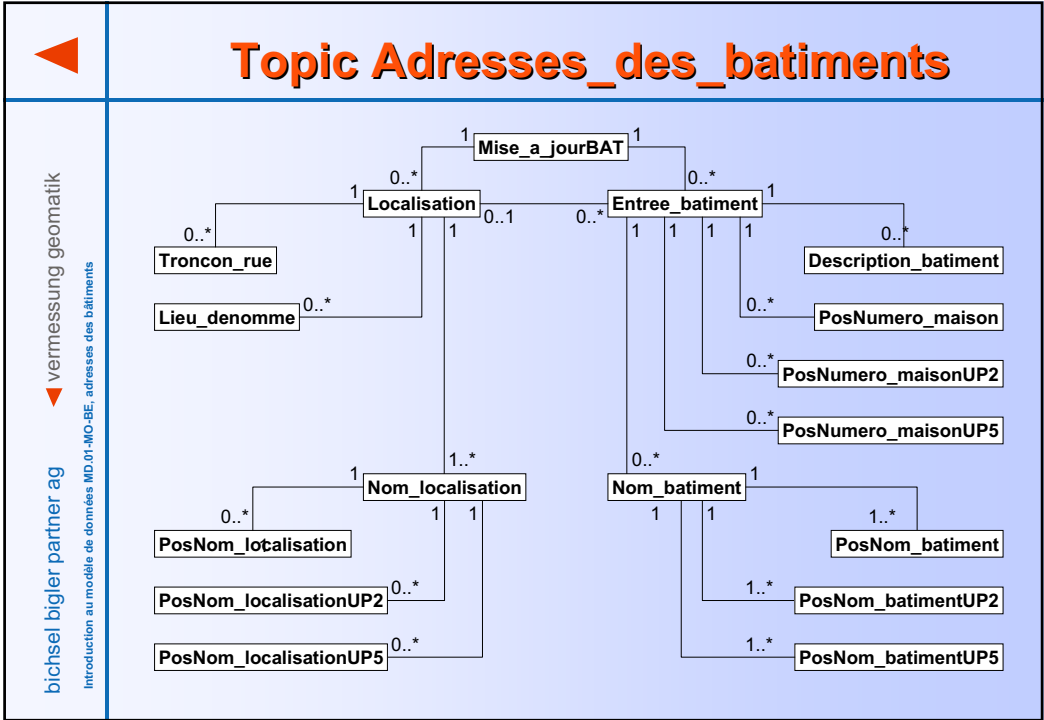 Topic Adresses_des_batiments
1 Mise_a_jourBAT 1
0..* 0..*
1 Localisation 0..1 0..* Entree_batiment 1
0..* 1 1 1 1 1 1 0..*
Troncon_rue Description_batiment
Lieu_denomme 0..* 0..* PosNumero_maison
0..* PosNumero_maisonUP2
0..* PosNumero_maisonUP5
1..* 0..*
1 Nom_localisation Nom_batiment 1
0..* 1 1 1 1 1..*
PosNom_localisation 1 PosNom_batiment
PosNom_localisationUP2 0..* 1..* PosNom_batimentUP2
PosNom_localisationUP5 0..* 1..* PosNom_batimentUP5
bichsel bigler partner ag vermessung geomatik
Introduction au modèle de données MD.01-MO-BE, adresses des bâtiments